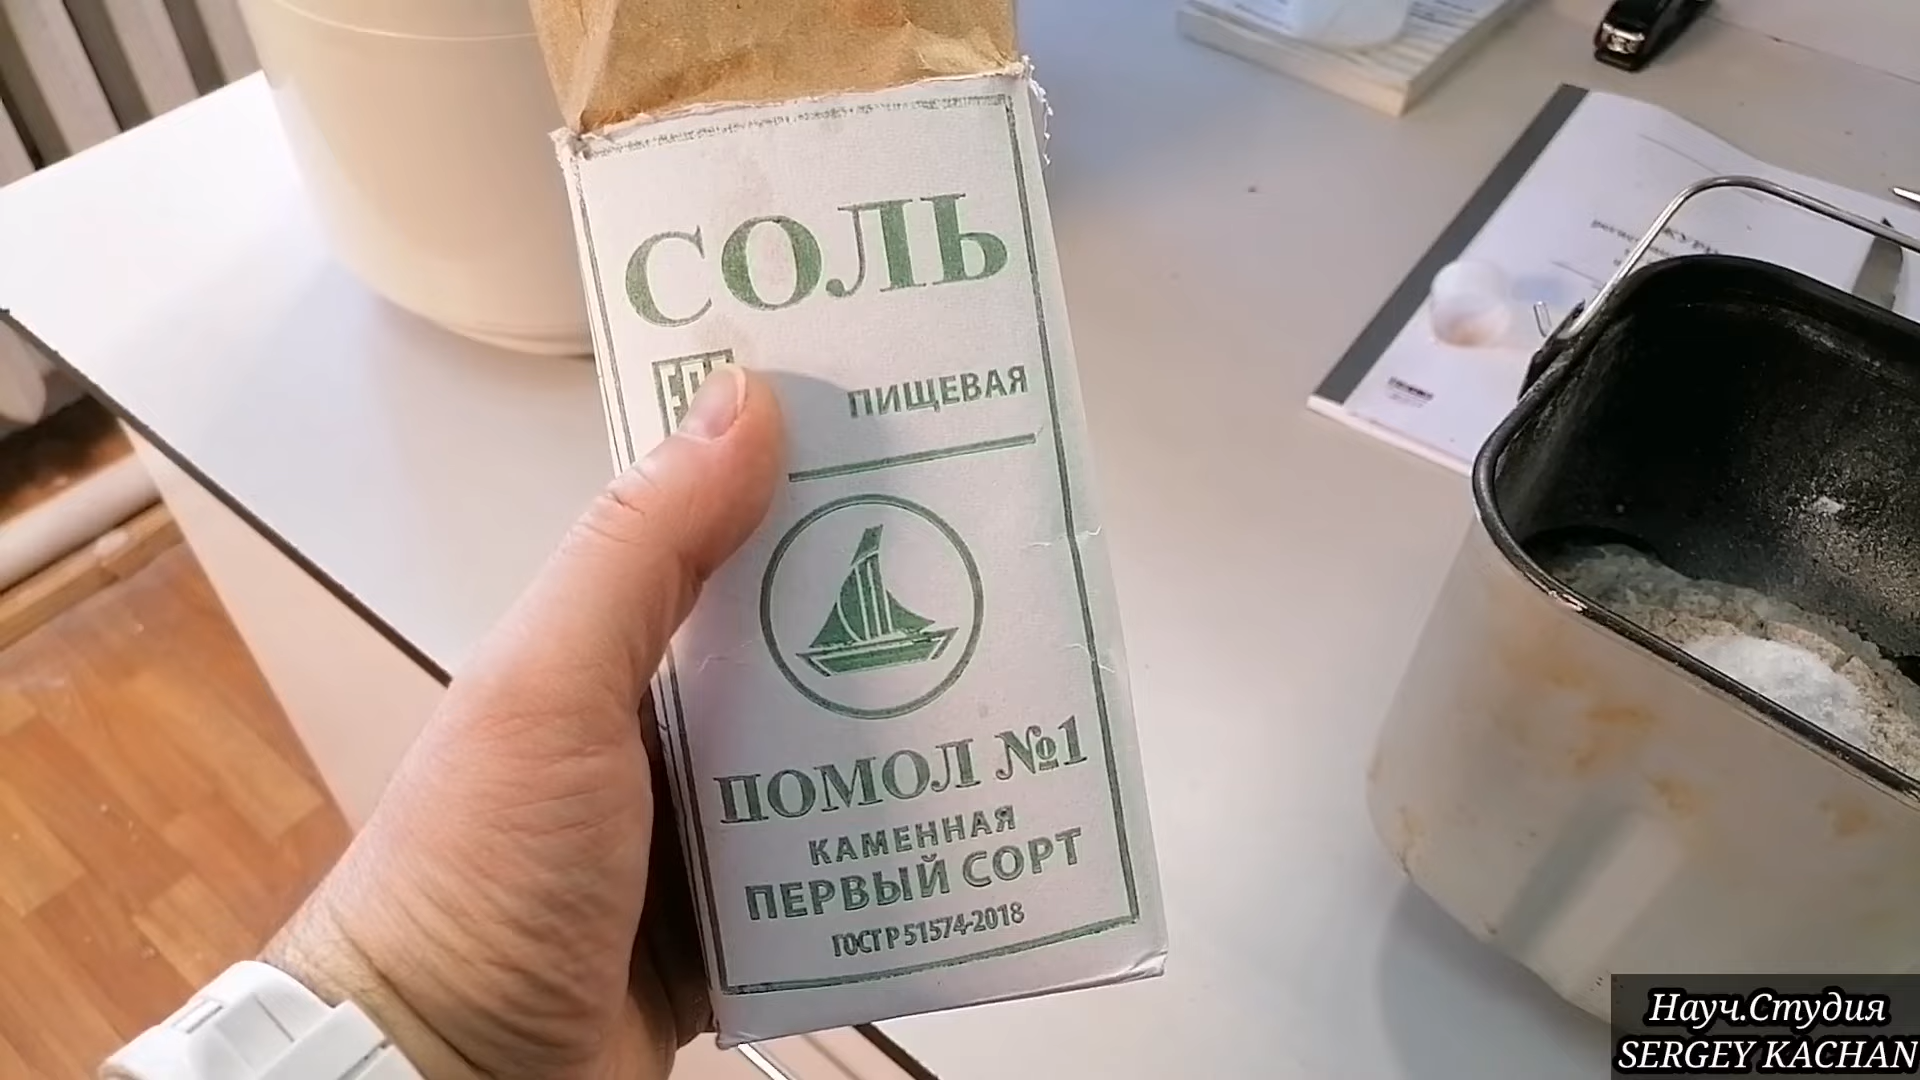 СОЛЬ
ПИЩЕВАЯ
ПОМОЛ №1
КАМЕННАЯ
ПЕРВЫЙ СОРТ
ГОСТ Р 51574-2018
Науч.Студия
SERGEY KACHAN